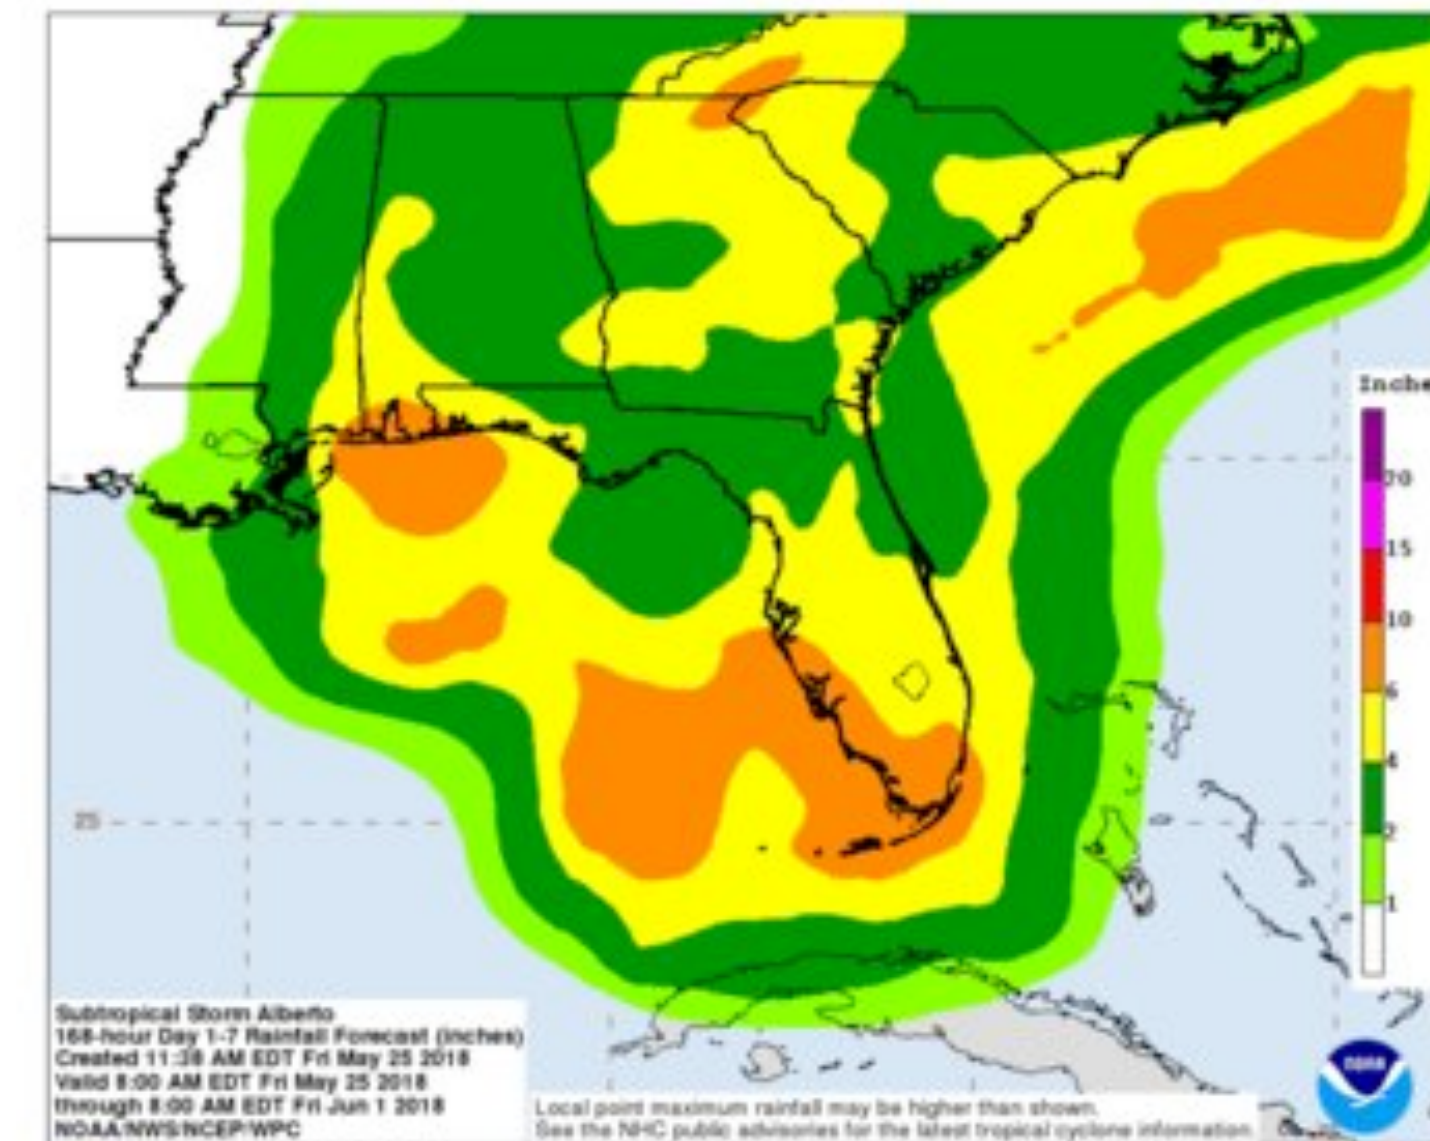 Inche
20
15
10
6
4
2
1
25
Subtropical Storm Alberto
168-hour Day 1-7 Rainfall Forecast (inches)
Created 11:38 AM EDT Fri May 25 2018
Valid 8:00 AM EDT Fri May 25 2018
through 8:00 AM EDT Fri Jun 1 2018
NOAA/NWS/NCEP/WPC
Local point maximum rainfall may be higher than shown.
See the NHC public advisories for the latest tropical cyclone information.
noaa